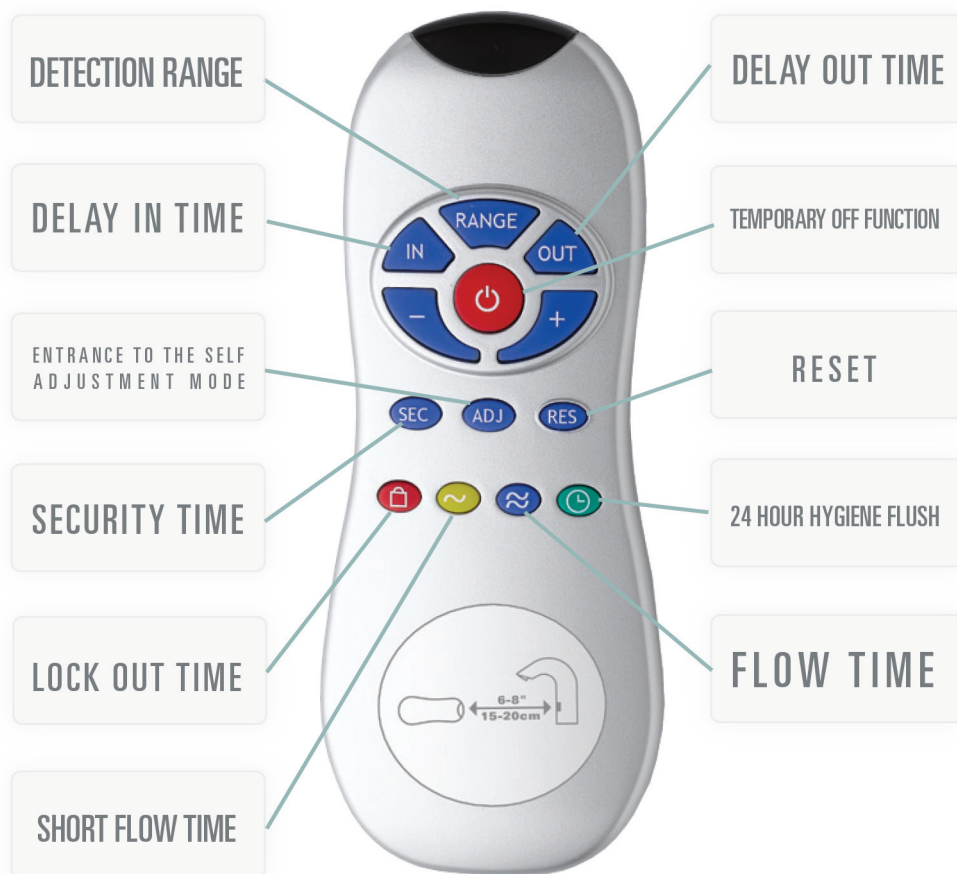 DETECTION RANGE
DELAY OUT TIME
DELAY IN TIME
TEMPORARY OFF FUNCTION
ENTRANCE TO THE SELF
ADJUSTMENT MODE
RESET
SECURITY TIME
24 HOUR HYGIENE FLUSH
LOCK OUT TIME
FLOW TIME
SHORT FLOW TIME
RANGE
IN
OUT
−
+
SEC
ADJ
RES
6-8"
15-20cm